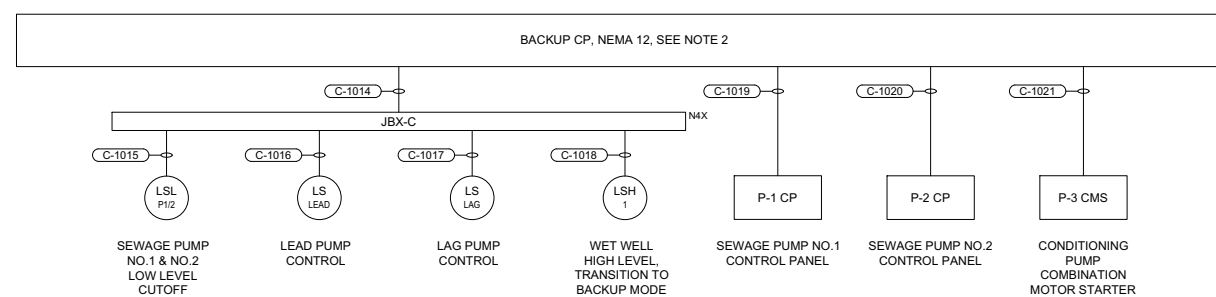 BACKUP CP, NEMA 12, SEE NOTE 2
C-1014
C-1019
C-1020
C-1021
JBX-C
N4X
C-1015
C-1016
C-1017
C-1018
LSL
P1/2
LS
LEAD
LS
LAG
LSH
1
P-1 CP
P-2 CP
P-3 CMS
SEWAGE PUMP
NO.1 & NO.2
LOW LEVEL
CUTOFF
LEAD PUMP
CONTROL
LAG PUMP
CONTROL
WET WELL
HIGH LEVEL,
TRANSITION TO
BACKUP MODE
SEWAGE PUMP NO.1
CONTROL PANEL
SEWAGE PUMP NO.2
CONTROL PANEL
CONDITIONING
PUMP
COMBINATION
MOTOR STARTER